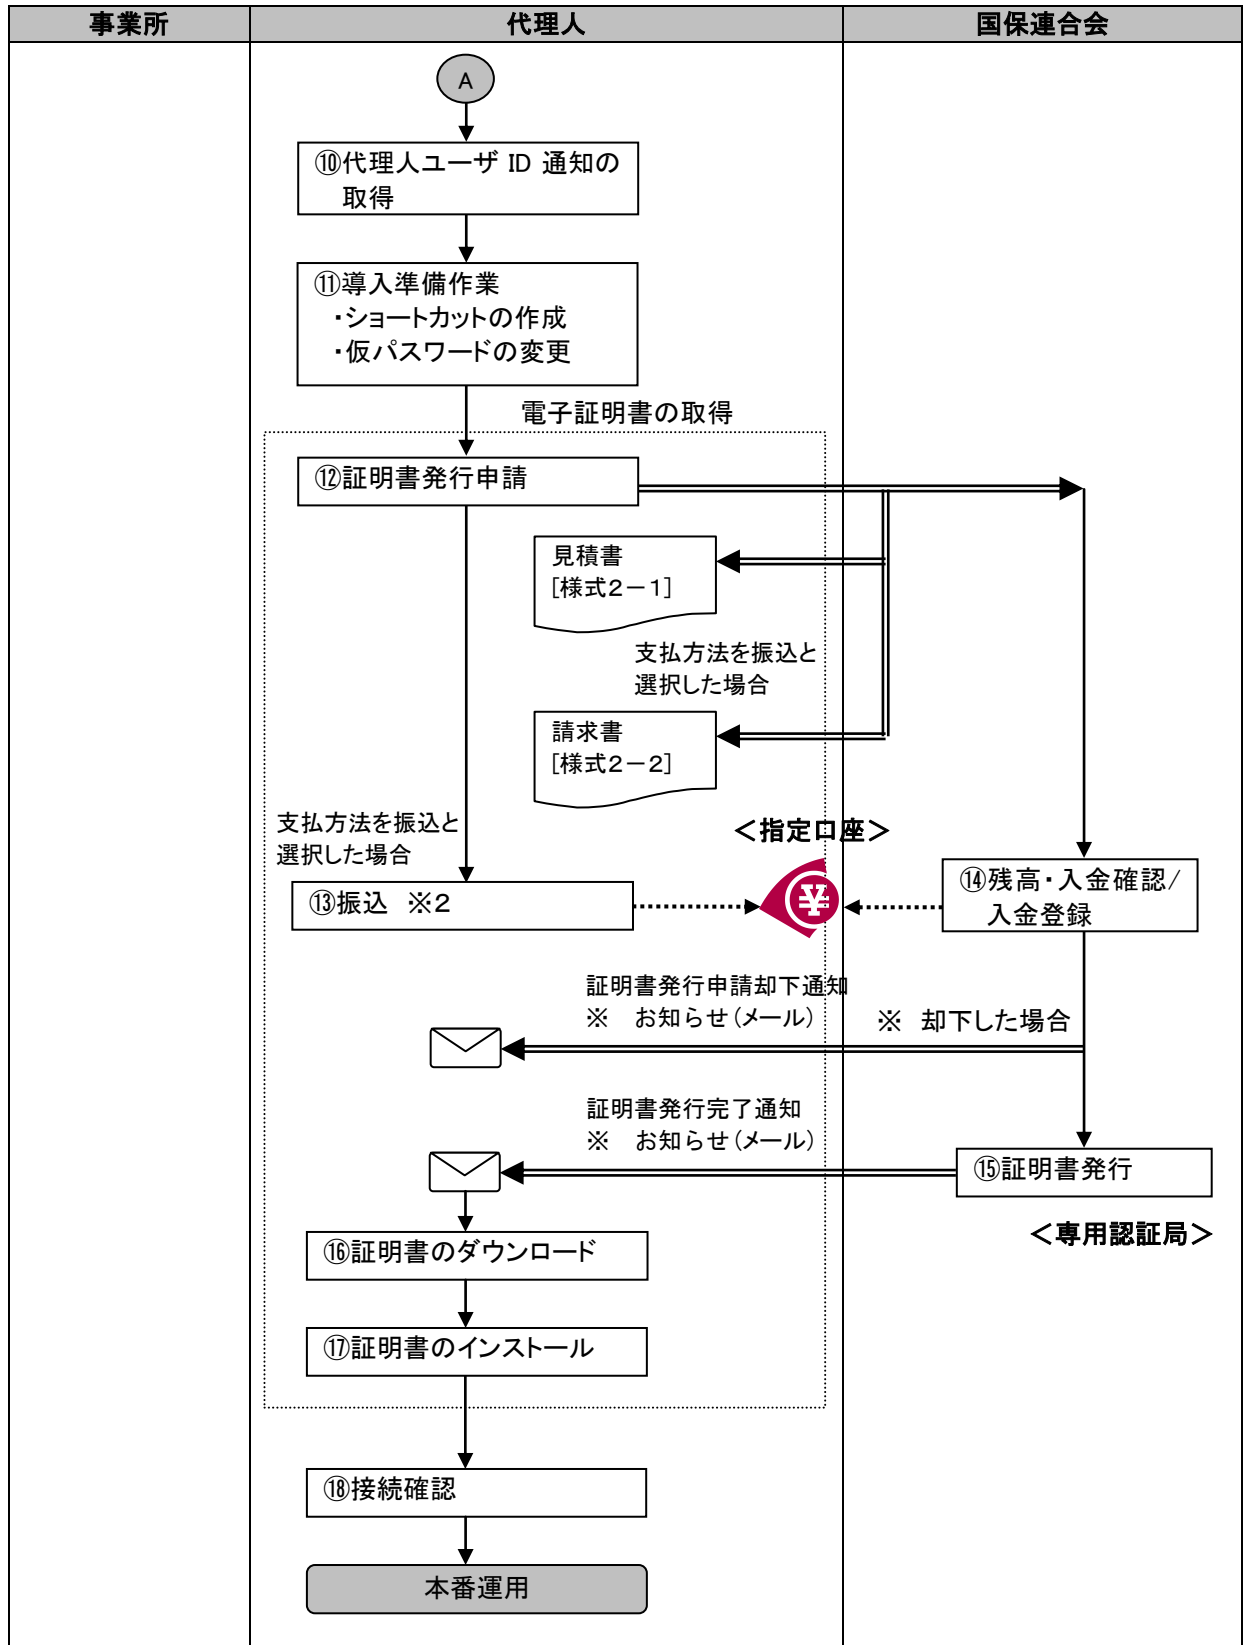 事業所 代理人 国保連合会
A
⑩代理人ユーザ ID 通知の
取得
⑪導入準備作業
・ショートカットの作成
・仮パスワードの変更
電子証明書の取得
⑫証明書発行申請
見積書
[様式2-1]
支払方法を振込と
選択した場合
請求書
[様式2-2]
支払方法を振込と
選択した場合
＜指定口座＞
⑬振込 ※2
¥
⑭残高・入金確認/
入金登録
証明書発行申請却下通知
※ お知らせ(メール)
※ 却下した場合
証明書発行完了通知
※ お知らせ(メール)
⑮証明書発行
＜専用認証局＞
⑯証明書のダウンロード
⑰証明書のインストール
⑱接続確認
本番運用